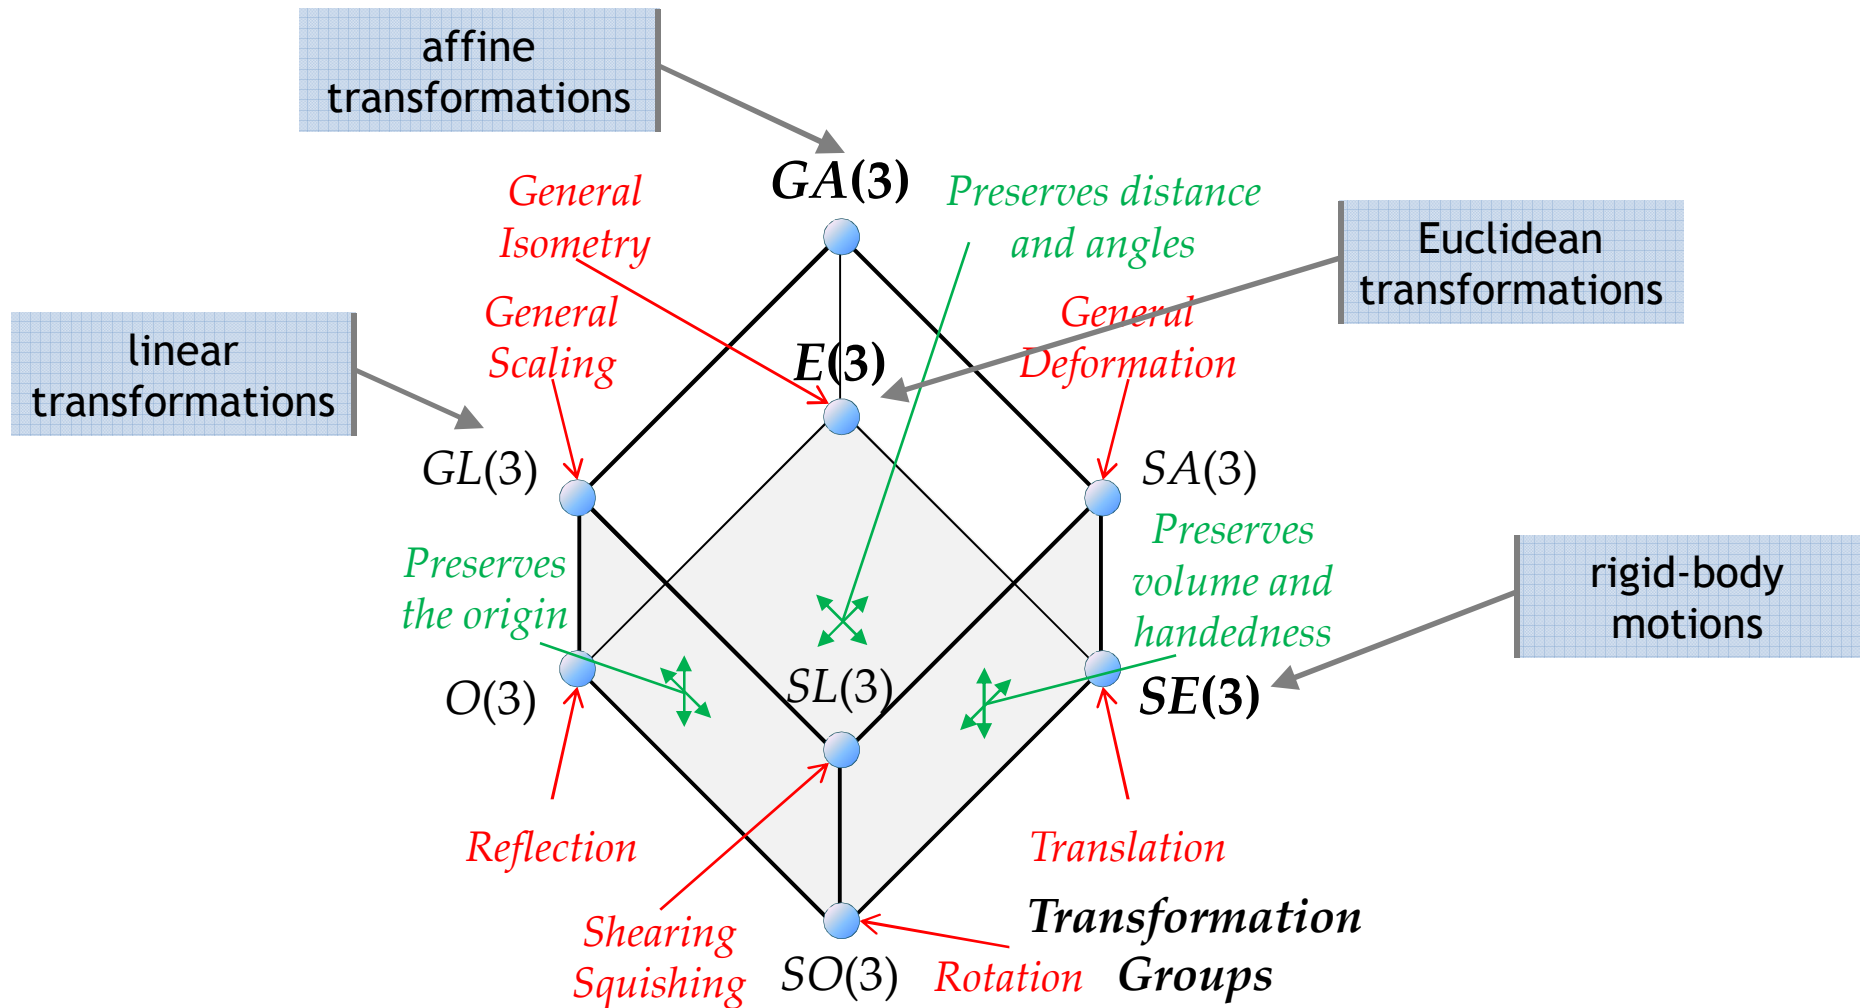 affine
transformations
GA(3)
General
Isometry
Preserves distance
and angles
Euclidean
transformations
General
Scaling
General
Deformation
linear
transformations
E(3)
GL(3)
SA(3)
Preserves
the origin
Preserves
volume and
handedness
rigid-body
motions
O(3)
SL(3)
SE(3)
Reflection
Translation
Shearing
Squishing
SO(3)
Rotation
Transformation
Groups